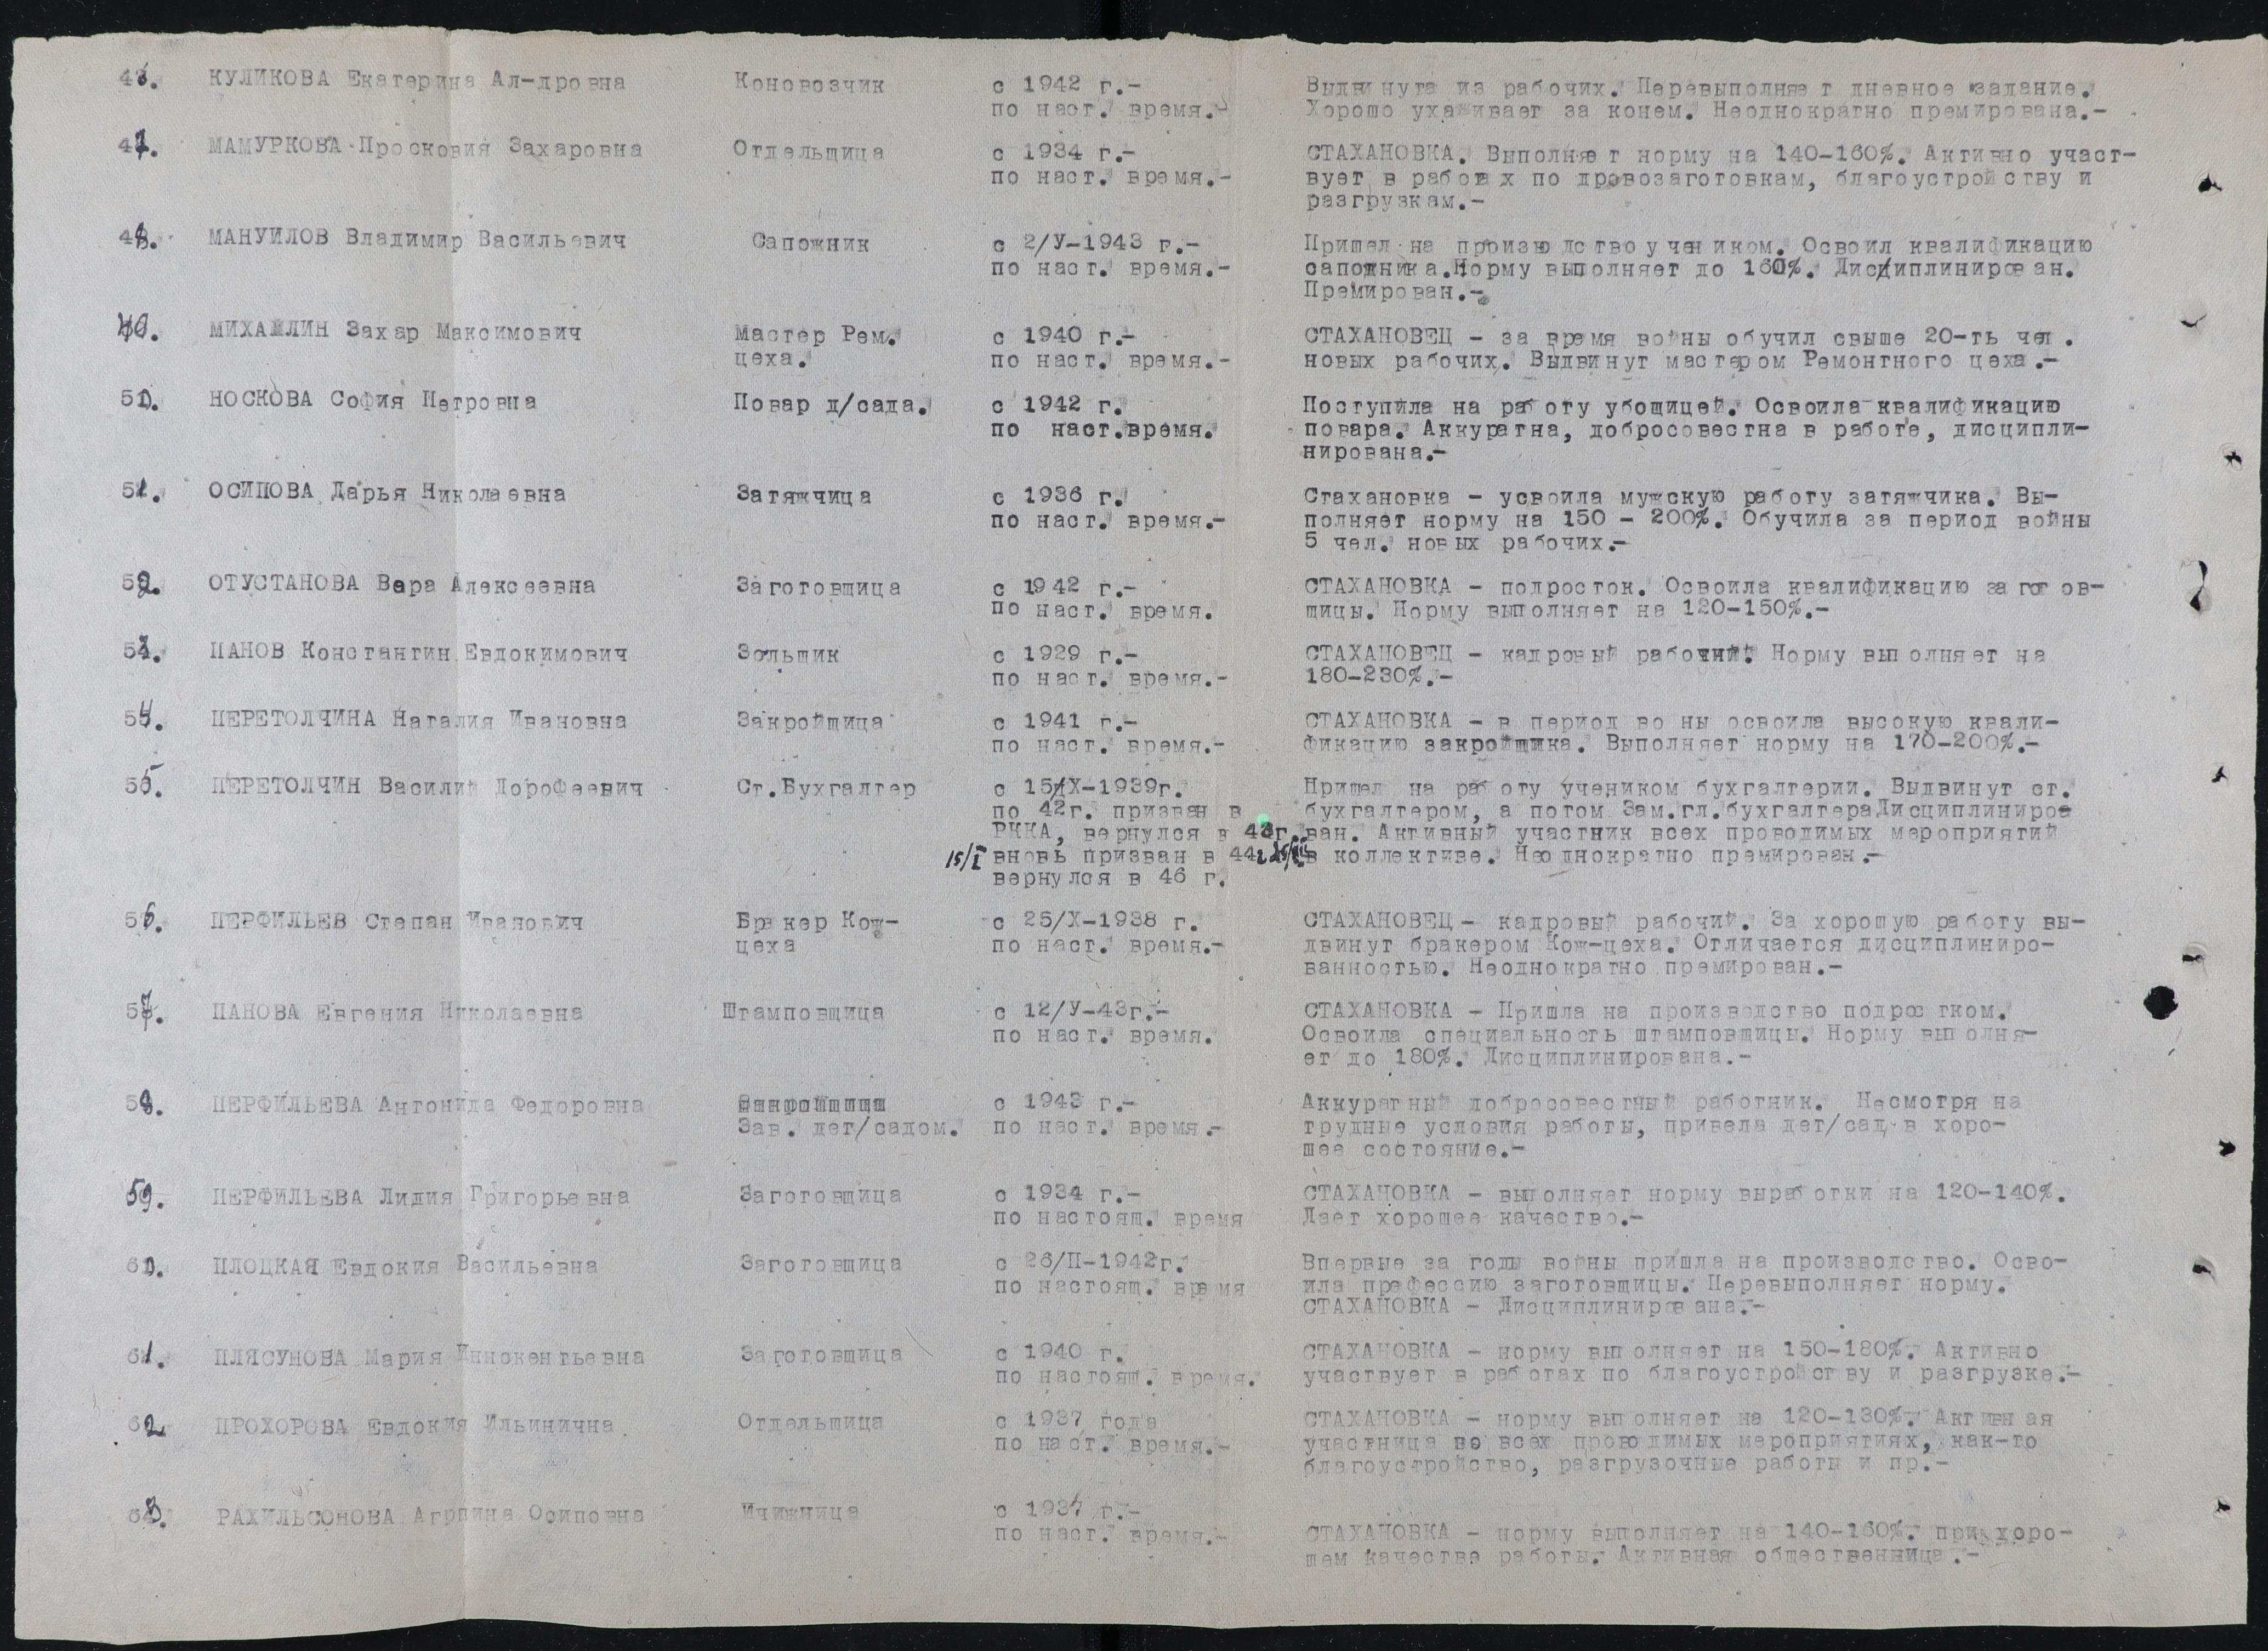 46. КУЛИКОВА Екатерина Ал-дровна Коновозчик с 1942 г.- Выдвинута из рабочих. Перевыполняет дневное задание.
по наст. время.- Хорошо ухаживает за конем. Неоднократно премирована.-
47. МАМУРКОВА Просковия Захаровна Отдельщица с 1934 г.- СТАХАНОВКА. Выполняет норму на 140-160%. Активно участ-
по наст. время.- вует в работах по дровозаготовкам, благоустройству и
разгрузкам.-
48. МАНУИЛОВ Владимир Васильевич Сапожник с 2/У-1943 г.- Пришел на произво дство учеником. Освоил квалификацию
по наст. время.- сапожника.Норму выполняет до 160%. Дисциплинирован.
Премирован.-
49. МИХАЙЛИН Захар Максимович Мастер Рем. с 1940 г.- СТАХАНОВЕЦ - за время войны обучил свыше 20-ть чел.
цеха. по наст. время.- новых рабочих. Выдвинут мастером Ремонтного цеха.-
50. НОСКОВА София Петровна Повар д/сада. с 1942 г. Поступила на работу убощицей. Освоила квалификацию
по наст.время. повара. Аккуратна, добросовестна в работе, дисципли-
нирована.-
51. ОСИПОВА Дарья Николаевна Затяжчица с 1936 г. Стахановка - усвоила мужскую работу затяжчика. Вы-
по наст. время.- полняет норму на 150 - 200%. Обучила за период войны
5 чел. новых рабочих.-
52. ОТУСТАНОВА Вера Алексеевна Заготовщица с 1942 г.- СТАХАНОВКА - подросток. Освоила квалификацию заготов-
по наст. время. щицы. Норму выполняет на 120-150%.-
53. ПАНОВ Константин Евдокимович Зольщик с 1929 г.- СТАХАНОВЕЦ - кадровый рабочий. Норму выполняет на
по наст. время.- 180-230%.-
54. ПЕРЕТОЛЧИНА Наталия Ивановна Закройщица с 1941 г.- СТАХАНОВКА - в период во ны освоила высокую квали-
по наст. время.- фикацию закройщика. Выполняет норму на 170-200%.-
55. ПЕРЕТОЛЧИН Василий Дорофеевич Ст.Бухгалтер с 15/X-1939г. Пришел на работу учеником бухгалтерии. Выдвинут ст.
по 42г. призван в бухгалтером, а потом Зам.гл.бухгалтераДисциплиниро
РККА, вернулся в 43г. ван. Активный участник всех проводимых мероприятий
15/I вновь призван в 44 в коллективе. Неоднократно премирован.-
вернулся в 46 г.
56. ПЕРФИЛЬЕВ Степан Иванович Бракер Кож- с 25/X-1938 г. СТАХАНОВЕЦ - кадровый рабочий. За хорошую работу вы-
цеха по наст. время.- двинут бракером Кож-цеха. Отличается дисциплиниро-
ванностью. Неоднократно премирован.-
57. ПАНОВА Евгения Николаевна Штамповщица с 12/У-43г.- СТАХАНОВКА - Пришла на производство подростком.
по наст. время. Освоила специальность штамповщицы. Норму выполня-
ет до 180%. Дисциплинирована.-
58. ПЕРФИЛЬЕВА Антонида Федоровна Закройщица с 1943 г.- Аккуратный добросовестный работник. Несмотря на
Зав. дет/садом. по наст. время.- трудные условия работы, привела дет/сад в хоро-
шее состояние.-
59. ПЕРФИЛЬЕВА Лидия Григорьевна Заготовщица с 1934 г.- СТАХАНОВКА - выполняет норму выработки на 120-140%.
по настоящ. время Дает хорошее качество.-
60. ПЛОЦКАЯ Евдокия Васильевна Заготовщица с 26/П-1942г. Впервые за годы войны пришла на производство. Осво-
по настоящ. время ила професcию заготовщицы. Перевыполняет норму.
СТАХАНОВКА - Дисциплинирована.-
61. ПЛЯСУНОВА Мария Иннокентьевна Заготовщица с 1940 г. СТАХАНОВКА - норму выполняет на 150-180%. Активно
по настоящ. время. участвует в работах по благоустройству и разгрузке.-
62. ПРОХОРОВА Евдокия Ильинична Отдельщица с 1937 года СТАХАНОВКА - норму выполняет на 120-130%. Активная
по наст. время.- участница во всех проводимых мероприятиях, как-то
благоустройство, разгрузочные работы и пр.-
63. РАХИЛЬСОНОВА Агрпина Осиповна Ичижница с 1937 г.-
по наст. время.- СТАХАНОВКА - норму выполняет на 140-160%. при хоро-
шем качестве работы. Активная общественница.-